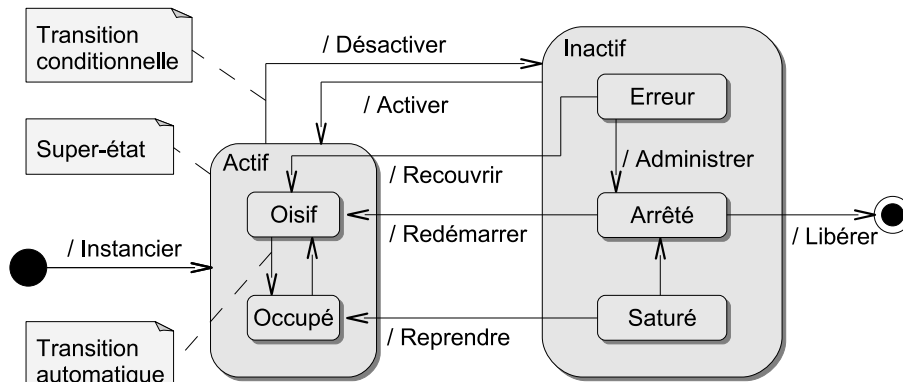 Transition
conditionnelle
/ Désactiver
Inactif
Erreur
/ Activer
Super-état
Actif
/ Recouvrir
/ Administrer
Oisif
Arrêté
/ Instancier
/ Redémarrer
/ Libérer
Occupé
Saturé
/ Reprendre
Transition
automatique